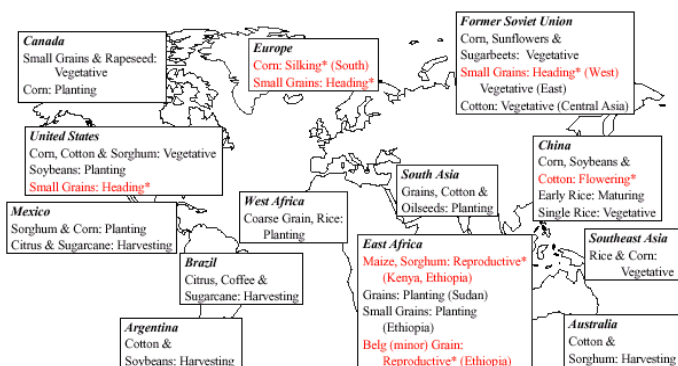 Canada
Small Grains & Rapeseed:
Vegetative
Corn: Planting
Europe
Corn: Silking* (South)
Small Grains: Heading*
Former Soviet Union
Corn, Sunflowers &
Sugarbeets: Vegetative
Small Grains: Heading* (West)
Vegetative (East)
Cotton: Vegetative (Central Asia)
United States
Corn, Cotton & Sorghum: Vegetative
Soybeans: Planting
Small Grains: Heading*
China
Corn, Soybeans &
Cotton: Flowering*
Early Rice: Maturing
Single Rice: Vegetative
South Asia
Grains, Cotton &
Oilseeds: Planting
West Africa
Coarse Grain, Rice:
Planting
Mexico
Sorghum & Corn: Planting
Citrus & Sugarcane: Harvesting
East Africa
Maize, Sorghum: Reproductive*
(Kenya, Ethiopia)
Grains: Planting (Sudan)
Small Grains: Planting
(Ethiopia)
Belg (minor) Grain:
Reproductive* (Ethiopia)
Southeast Asia
Rice & Corn:
Vegetative
Brazil
Citrus, Coffee &
Sugarcane: Harvesting
Argentina
Cotton &
Soybeans: Harvesting
Australia
Cotton &
Sorghum: Harvesting